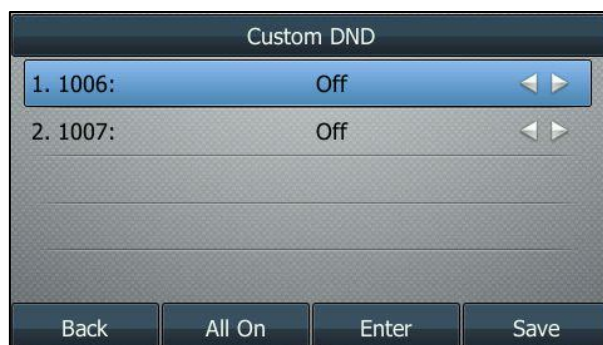 Custom DND
1. 1006: Off
2. 1007: Off
Back All On Enter Save